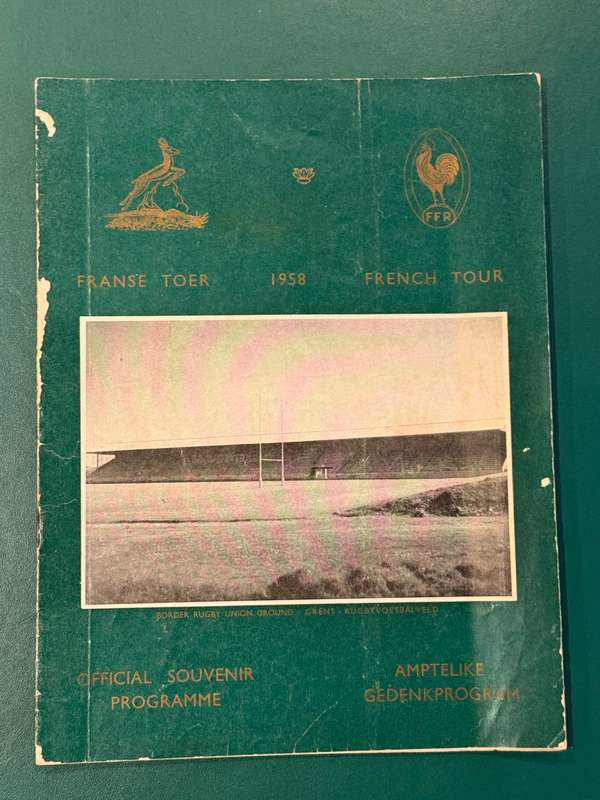 FFR
FRANSE TOER 1958 FRENCH TOUR
BORDER RUGBY UNION GROUND - GRENS - RUGBYVOETBALVELD
OFFICIAL SOUVENIR
PROGRAMME
AMPTELIKE
GEDENKPROGRAM